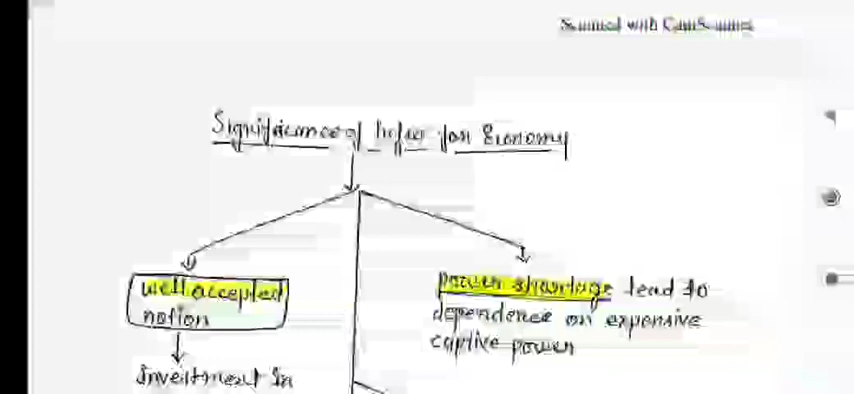 Scanned with CamScanner
Significance of Infra for Economy
well accepted
notion
Investment in
power shortage lead to
dependence on expensive
captive power